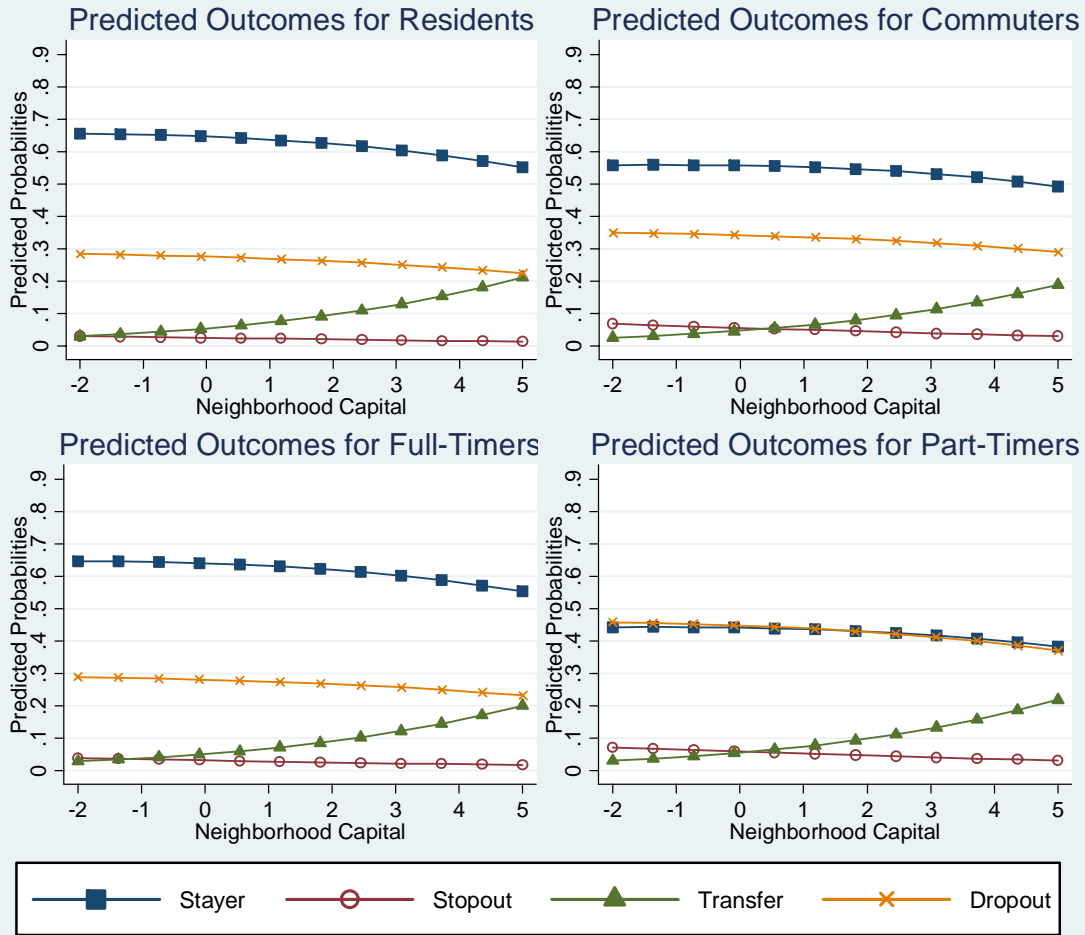 Predicted Outcomes for Residents
Predicted Probabilities
.9
.8
.7
.6
.5
.4
.3
.2
.1
0
-2 -1 0 1 2 3 4 5
Neighborhood Capital
Predicted Outcomes for Commuters
Predicted Probabilities
.9
.8
.7
.6
.5
.4
.3
.2
.1
0
-2 -1 0 1 2 3 4 5
Neighborhood Capital
Predicted Outcomes for Full-Timers
Predicted Probabilities
.9
.8
.7
.6
.5
.4
.3
.2
.1
0
-2 -1 0 1 2 3 4 5
Neighborhood Capital
Predicted Outcomes for Part-Timers
Predicted Probabilities
.9
.8
.7
.6
.5
.4
.3
.2
.1
0
-2 -1 0 1 2 3 4 5
Neighborhood Capital
Stayer Stopout Transfer Dropout